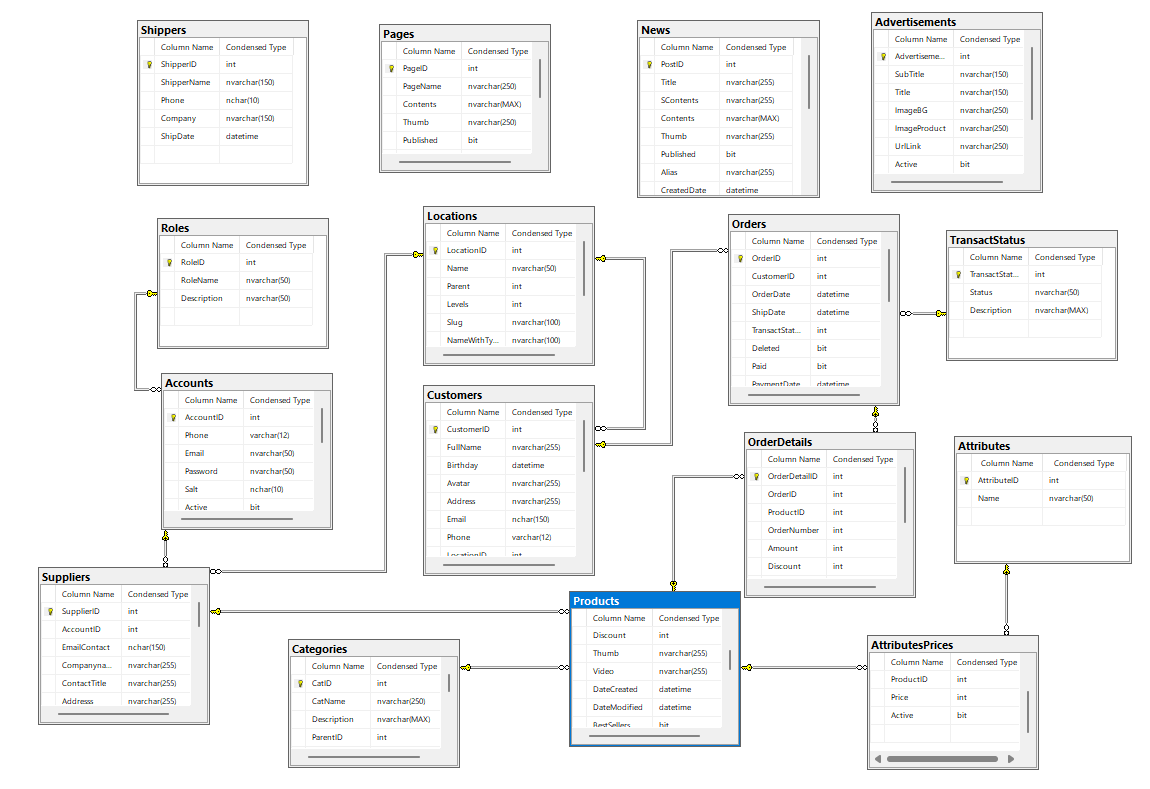 Shippers
Column Name Condensed Type
ShipperID int
ShipperName nvarchar(150)
Phone nchar(10)
Company nvarchar(150)
ShipDate datetime
Pages
Column Name Condensed Type
PageID int
PageName nvarchar(250)
Contents nvarchar(MAX)
Thumb nvarchar(250)
Published bit
News
Column Name Condensed Type
PostID int
Title nvarchar(255)
SContents nvarchar(255)
Contents nvarchar(MAX)
Thumb nvarchar(255)
Published bit
Alias nvarchar(255)
CreatedDate datetime
Advertisements
Column Name Condensed Type
Advertiseme... int
SubTitle nvarchar(150)
Title nvarchar(150)
ImageBG nvarchar(250)
ImageProduct nvarchar(250)
UrlLink nvarchar(250)
Active bit
Roles
Column Name Condensed Type
RoleID int
RoleName nvarchar(50)
Description nvarchar(50)
Locations
Column Name Condensed Type
LocationID int
Name nvarchar(50)
Parent int
Levels int
Slug nvarchar(100)
NameWithTy... nvarchar(100)
Orders
Column Name Condensed Type
OrderID int
CustomerID int
OrderDate datetime
ShipDate datetime
TransactStat... int
Deleted bit
Paid bit
PaymentDate datetime
TransactStatus
Column Name Condensed Type
TransactStat... int
Status nvarchar(50)
Description nvarchar(MAX)
Accounts
Column Name Condensed Type
AccountID int
Phone varchar(12)
Email nvarchar(50)
Password nvarchar(50)
Salt nchar(10)
Active bit
Customers
Column Name Condensed Type
CustomerID int
FullName nvarchar(255)
Birthday datetime
Avatar nvarchar(255)
Address nvarchar(255)
Email nchar(150)
Phone varchar(12)
LocationID int
OrderDetails
Column Name Condensed Type
OrderDetailID int
OrderID int
ProductID int
OrderNumber int
Amount int
Discount int
Attributes
Column Name Condensed Type
AttributeID int
Name nvarchar(50)
Suppliers
Column Name Condensed Type
SupplierID int
AccountID int
EmailContact nchar(150)
Companyna... nvarchar(255)
ContactTitle nvarchar(255)
Addresss nvarchar(255)
Categories
Column Name Condensed Type
CatID int
CatName nvarchar(250)
Description nvarchar(MAX)
ParentID int
Products
Column Name Condensed Type
Discount int
Thumb nvarchar(255)
Video nvarchar(255)
DateCreated datetime
DateModified datetime
BestSellers bit
AttributesPrices
Column Name Condensed Type
ProductID int
Price int
Active bit